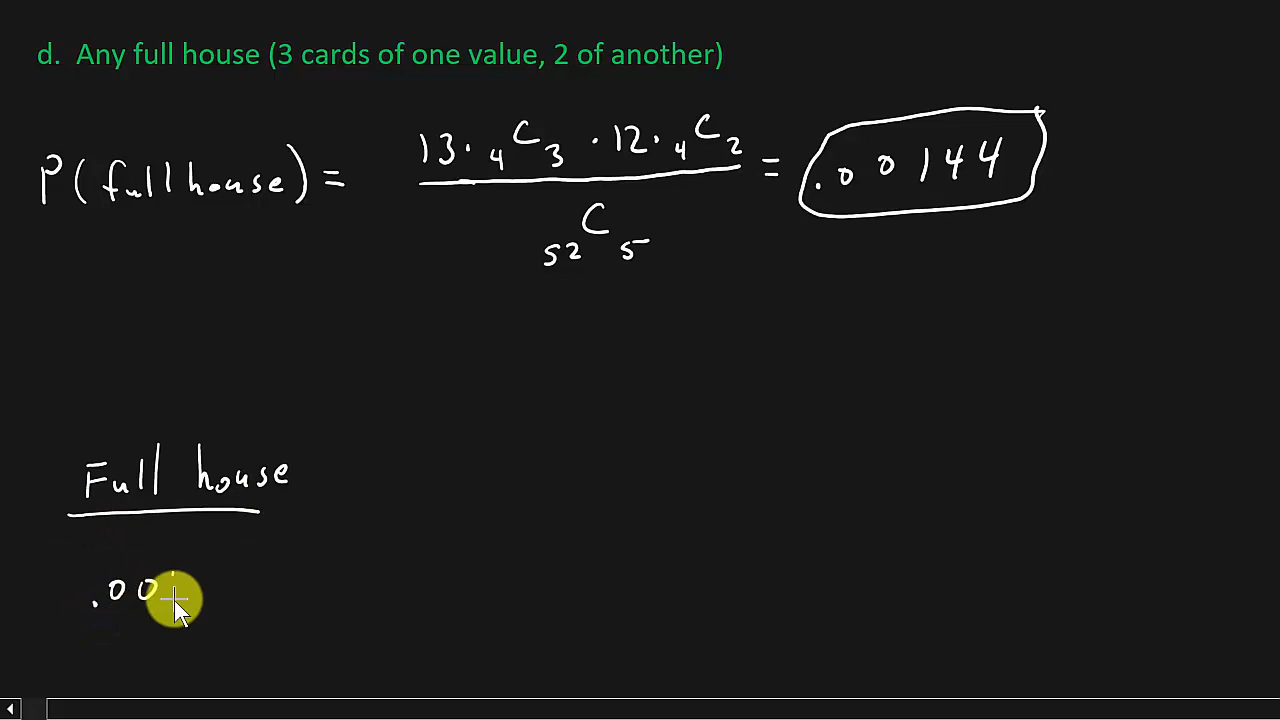 d. Any full house (3 cards of one value, 2 of another)
P(full house) = 13 · ₄C₃ · 12 · ₄C₂ / ₅₂C₅ = .00144
Full house
.00